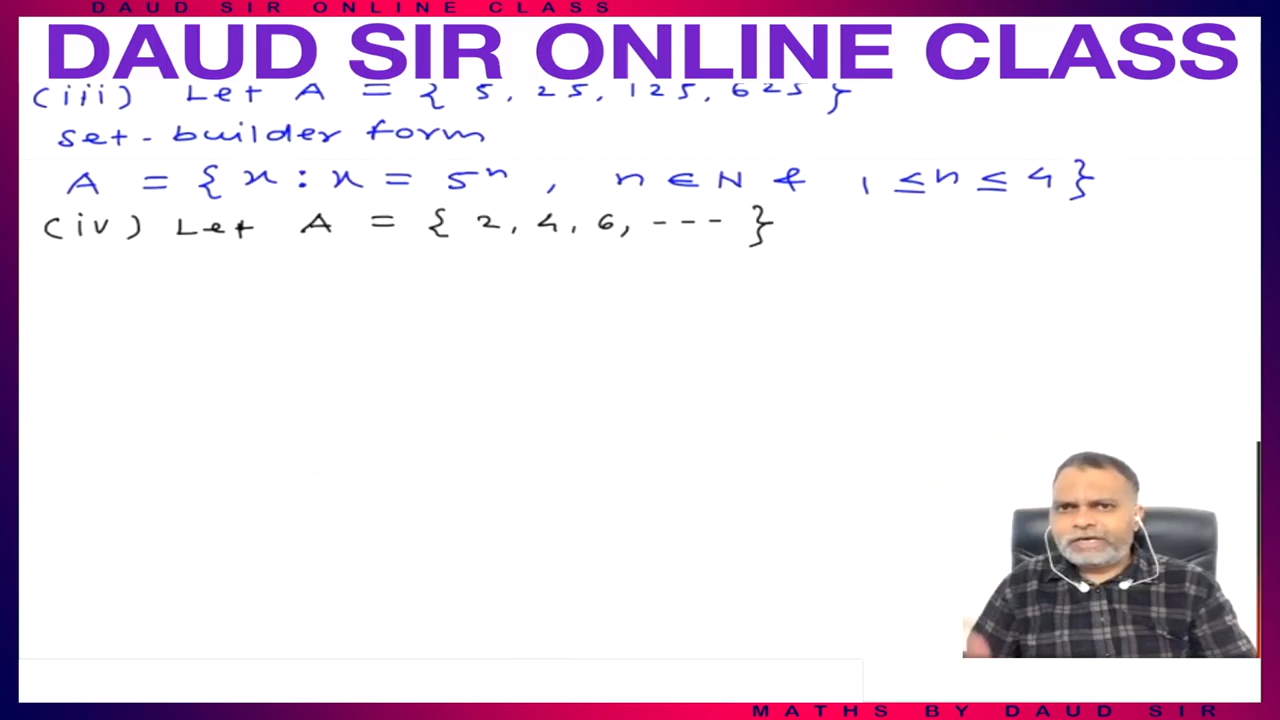 DAUD SIR ONLINE CLASS
DAUD SIR ONLINE CLASS
(iii) Let A = { 5, 25, 125, 625 }
set-builder form
A = { x : x = 5ⁿ , n ∈ N & 1 ≤ n ≤ 4 }
(iv) Let A = { 2, 4, 6, --- }
MATHS BY DAUD SIR